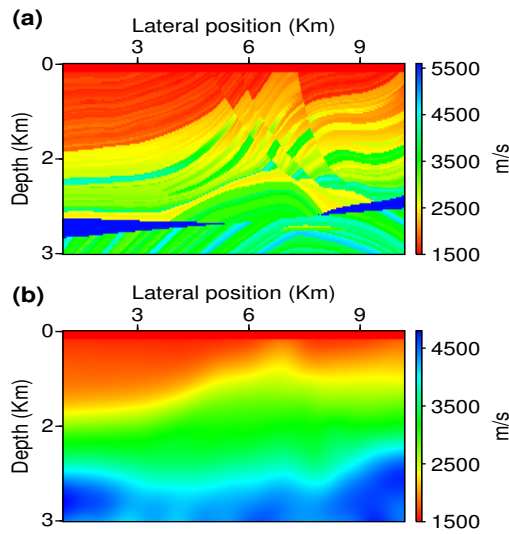 (a)
Lateral position (Km)
3 6 9
0
2
3
Depth (Km)
5500
4500
3500
2500
1500
m/s
(b)
Lateral position (Km)
3 6 9
0
2
3
Depth (Km)
4500
3500
2500
1500
m/s